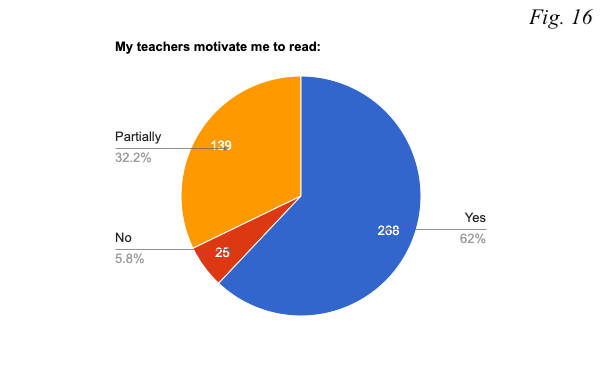 Fig. 16
My teachers motivate me to read:
Partially
32.2%
139
No
5.8%
25
268
Yes
62%